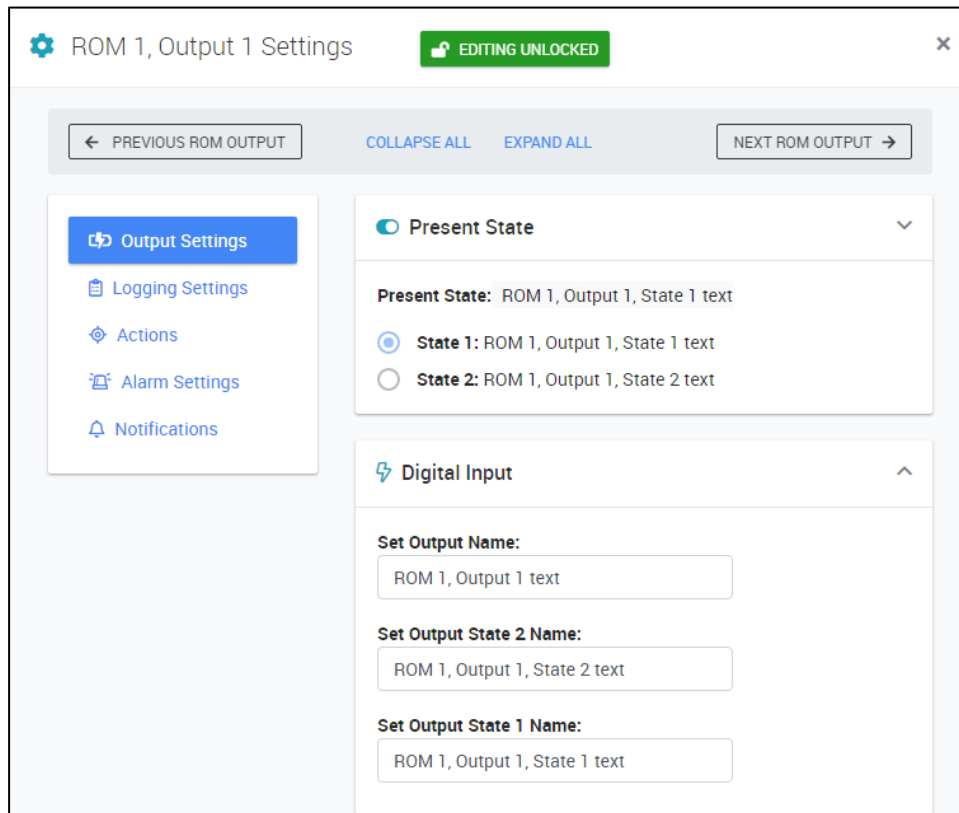 ROM 1, Output 1 Settings
EDITING UNLOCKED
PREVIOUS ROM OUTPUT
COLLAPSE ALL
EXPAND ALL
NEXT ROM OUTPUT
Output Settings
Logging Settings
Actions
Alarm Settings
Notifications
Present State
Present State: ROM 1, Output 1, State 1 text
State 1: ROM 1, Output 1, State 1 text
State 2: ROM 1, Output 1, State 2 text
Digital Input
Set Output Name:
ROM 1, Output 1 text
Set Output State 2 Name:
ROM 1, Output 1, State 2 text
Set Output State 1 Name:
ROM 1, Output 1, State 1 text